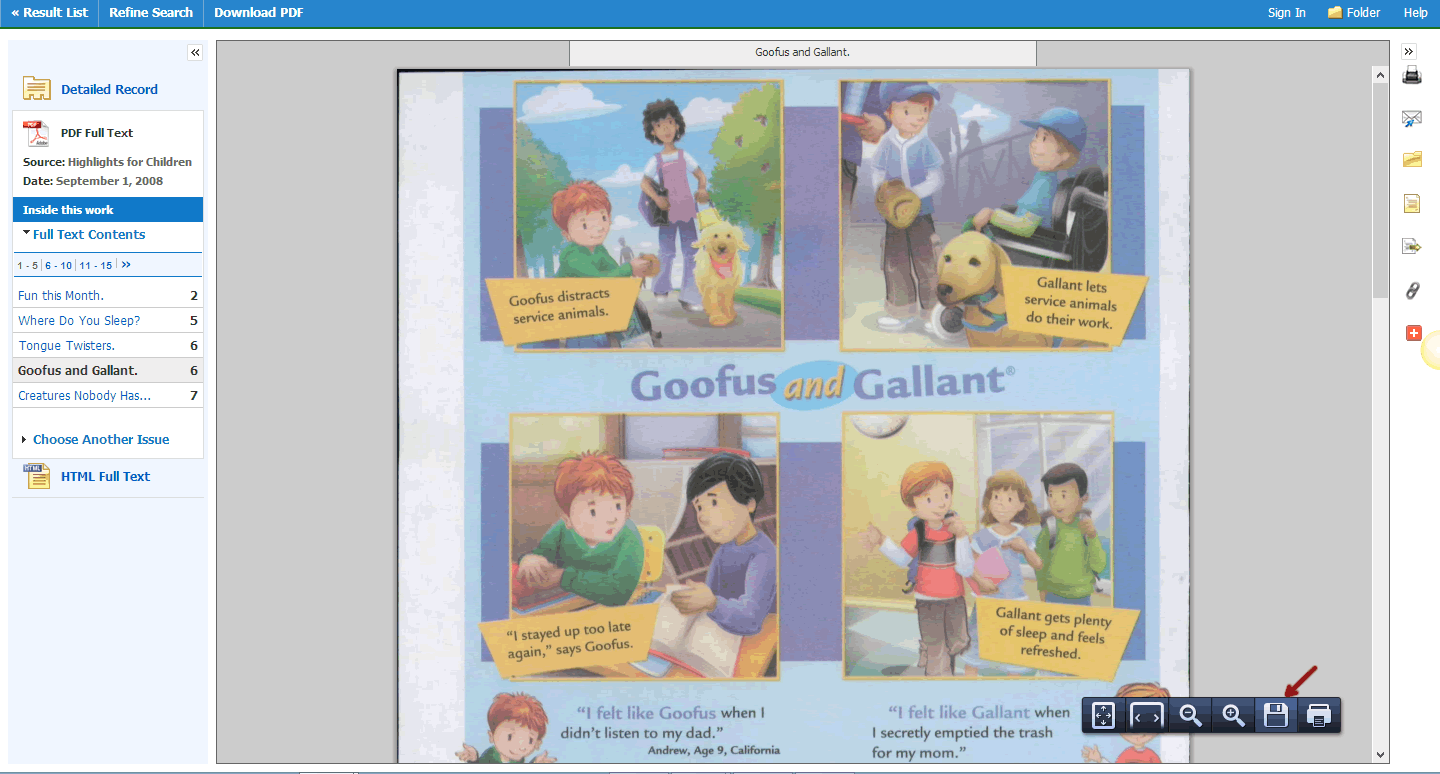 « Result List
Refine Search
Download PDF
Sign In
Folder
Help
«
Detailed Record
PDF
Adobe
PDF Full Text
Source: Highlights for Children
Date: September 1, 2008
Inside this work
Full Text Contents
1 - 5 6 - 10 11 - 15 »
Fun this Month. 2
Where Do You Sleep? 5
Tongue Twisters. 6
Goofus and Gallant. 6
Creatures Nobody Has... 7
Choose Another Issue
HTML
HTML Full Text
Goofus and Gallant.
»
Goofus distracts
service animals.
Gallant lets
service animals
do their work.
Goofus and Gallant®
“I stayed up too late
again,” says Goofus.
Gallant gets plenty
of sleep and feels
refreshed.
“I felt like Goofus when I
didn’t listen to my dad.”
Andrew, Age 9, California
“I felt like Gallant when
I secretly emptied the trash
for my mom.”